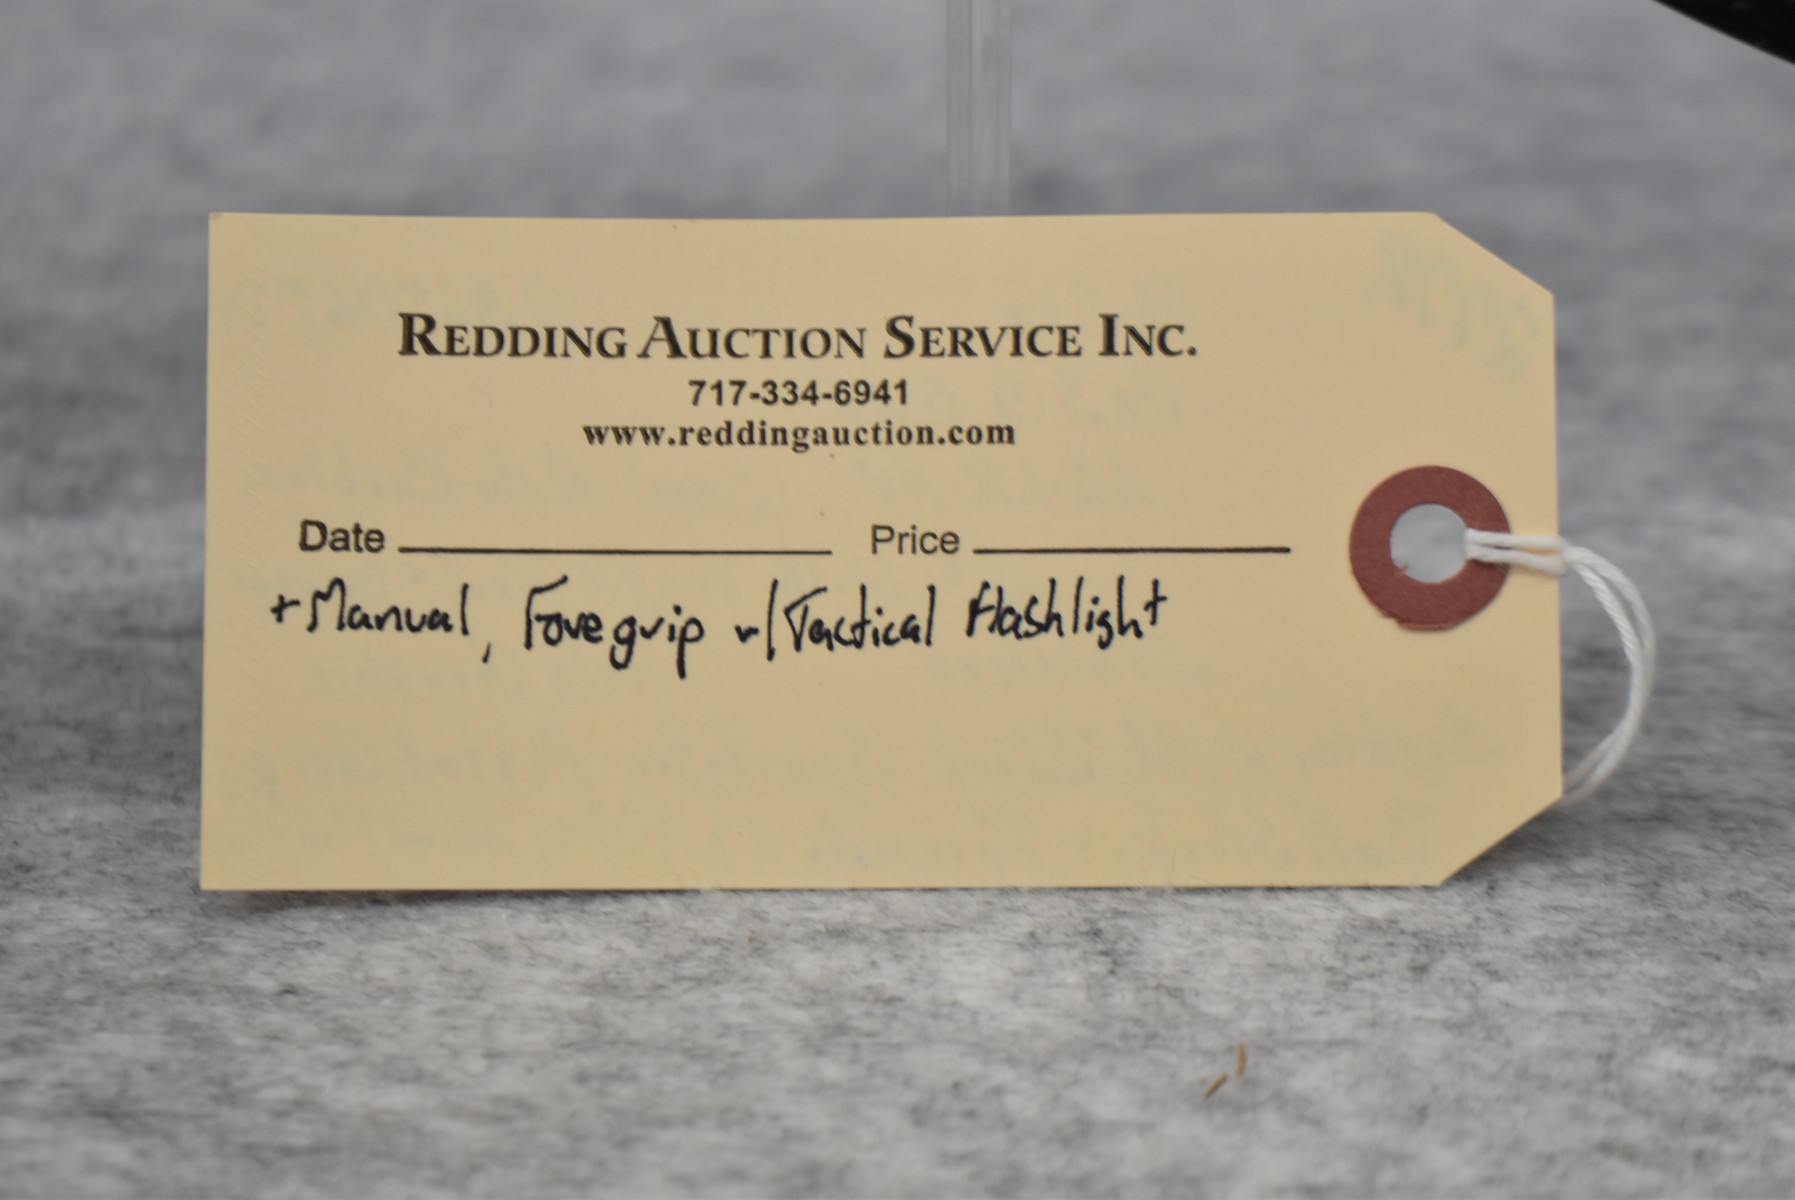 REDDING AUCTION SERVICE INC.
717-334-6941
www.reddingauction.com
Date Price
+ Manual, Foregrip w/ Tactical Flashlight